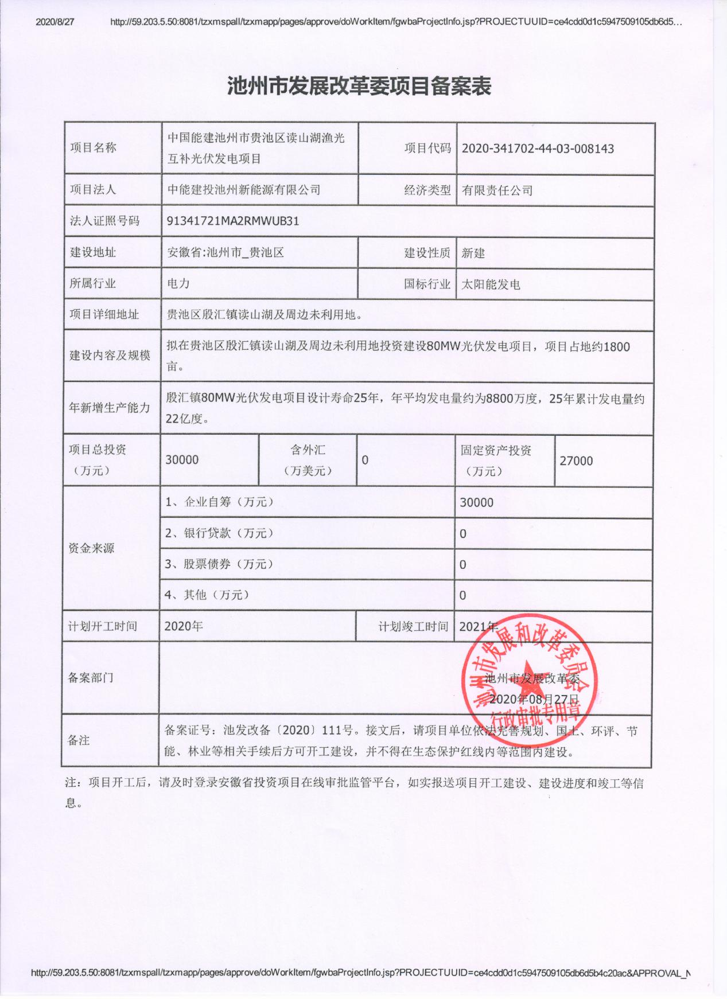 2020/8/27 http://59.203.5.50:8081/tzxmspall/tzxmapp/pages/approve/doWorkItem/fgwbaProjectInfo.jsp?PROJECTUUID=ce4cdd0d1c5947509105db6d5...
池州市发展改革委项目备案表
项目名称 中国能建池州市贵池区读山湖渔光
互补光伏发电项目 项目代码 2020-341702-44-03-008143
项目法人 中能建投池州新能源有限公司 经济类型 有限责任公司
法人证照号码 91341721MA2RMWUB31
建设地址 安徽省:池州市_贵池区 建设性质 新建
所属行业 电力 国标行业 太阳能发电
项目详细地址 贵池区殷汇镇读山湖及周边未利用地。
建设内容及规模 拟在贵池区殷汇镇读山湖及周边未利用地投资建设80MW光伏发电项目，项目占地约1800
亩。
年新增生产能力 殷汇镇80MW光伏发电项目设计寿命25年，年平均发电量约为8800万度，25年累计发电量约
22亿度。
项目总投资
（万元） 30000 含外汇
（万美元） 0 固定资产投资
（万元） 27000
资金来源 1、企业自筹（万元） 30000
2、银行贷款（万元） 0
3、股票债券（万元） 0
4、其他（万元） 0
计划开工时间 2020年 计划竣工时间 2021年
备案部门 池州市发展改革委
2020年08月27日
池州市发展和改革委员会
行政审批专用章
备注 备案证号：池发改备〔2020〕111号。接文后，请项目单位依法完善规划、国土、环评、节
能、林业等相关手续后方可开工建设，并不得在生态保护红线内等范围内建设。
注：项目开工后，请及时登录安徽省投资项目在线审批监管平台，如实报送项目开工建设、建设进度和竣工等信
息。
http://59.203.5.50:8081/tzxmspall/tzxmapp/pages/approve/doWorkItem/fgwbaProjectInfo.jsp?PROJECTUUID=ce4cdd0d1c5947509105db6d5b4c20ac&APPROVAL_N